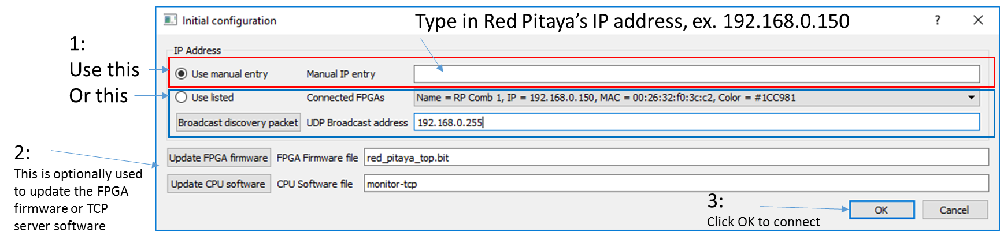 Initial configuration
Type in Red Pitaya's IP address, ex. 192.168.0.150
? 
1:
Use this
Or this
IP Address
Use manual entry Manual IP entry
Use listed Connected FPGAs Name = RP Comb 1, IP = 192.168.0.150, MAC = 00:26:32:f0:3c:c2, Color = #1CC981
Broadcast discovery packet UDP Broadcast address 192.168.0.255
2:
This is optionally used
to update the FPGA
firmware or TCP
server software
Update FPGA firmware FPGA Firmware file red_pitaya_top.bit
Update CPU software CPU Software file monitor-tcp
3:
Click OK to connect
OK Cancel